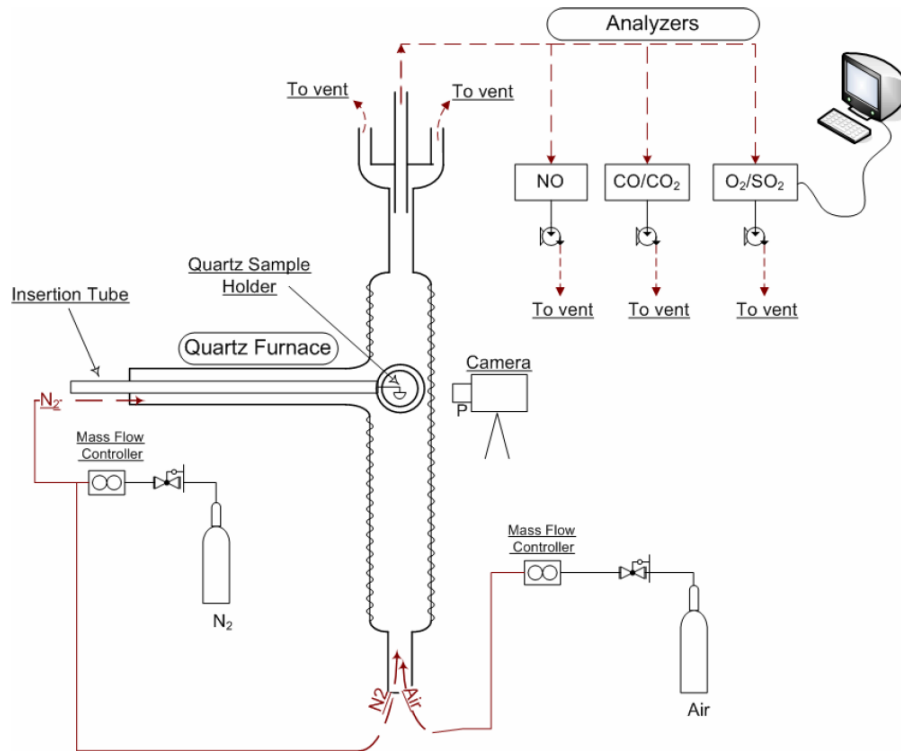 Analyzers
To vent
To vent
NO
CO/CO₂
O₂/SO₂
Quartz Sample
Holder
Insertion Tube
To vent
To vent
To vent
Quartz Furnace
Camera
P
N₂
Mass Flow
Controller
Mass Flow
Controller
N₂
N2
Air
Air